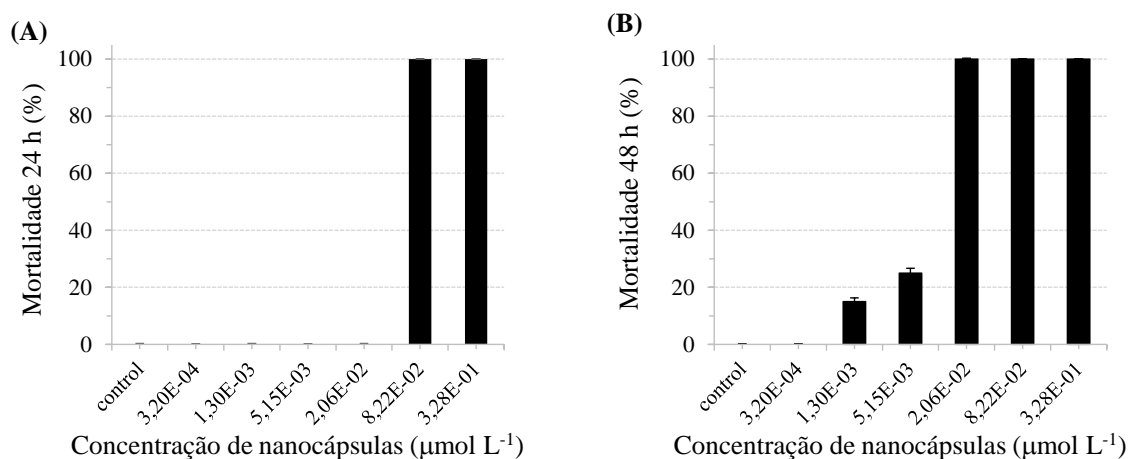 (A)
Mortalidade 24 h (%)
100
80
60
40
20
0
control
3,20E-04
1,30E-03
5,15E-03
2,06E-02
8,22E-02
3,28E-01
Concentração de nanocápsulas (μmol L⁻¹)
(B)
Mortalidade 48 h (%)
100
80
60
40
20
0
control
3,20E-04
1,30E-03
5,15E-03
2,06E-02
8,22E-02
3,28E-01
Concentração de nanocápsulas (μmol L⁻¹)